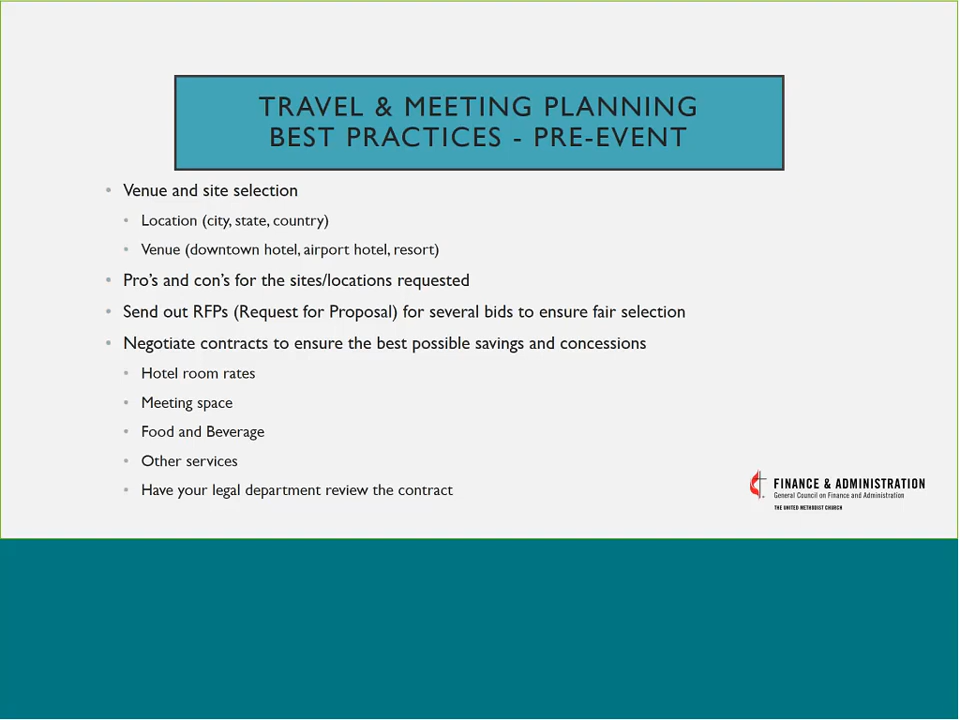 TRAVEL & MEETING PLANNING
BEST PRACTICES - PRE-EVENT
• Venue and site selection
• Location (city, state, country)
• Venue (downtown hotel, airport hotel, resort)
• Pro's and con's for the sites/locations requested
• Send out RFPs (Request for Proposal) for several bids to ensure fair selection
• Negotiate contracts to ensure the best possible savings and concessions
• Hotel room rates
• Meeting space
• Food and Beverage
• Other services
• Have your legal department review the contract
FINANCE & ADMINISTRATION
General Council on Finance and Administration
THE UNITED METHODIST CHURCH